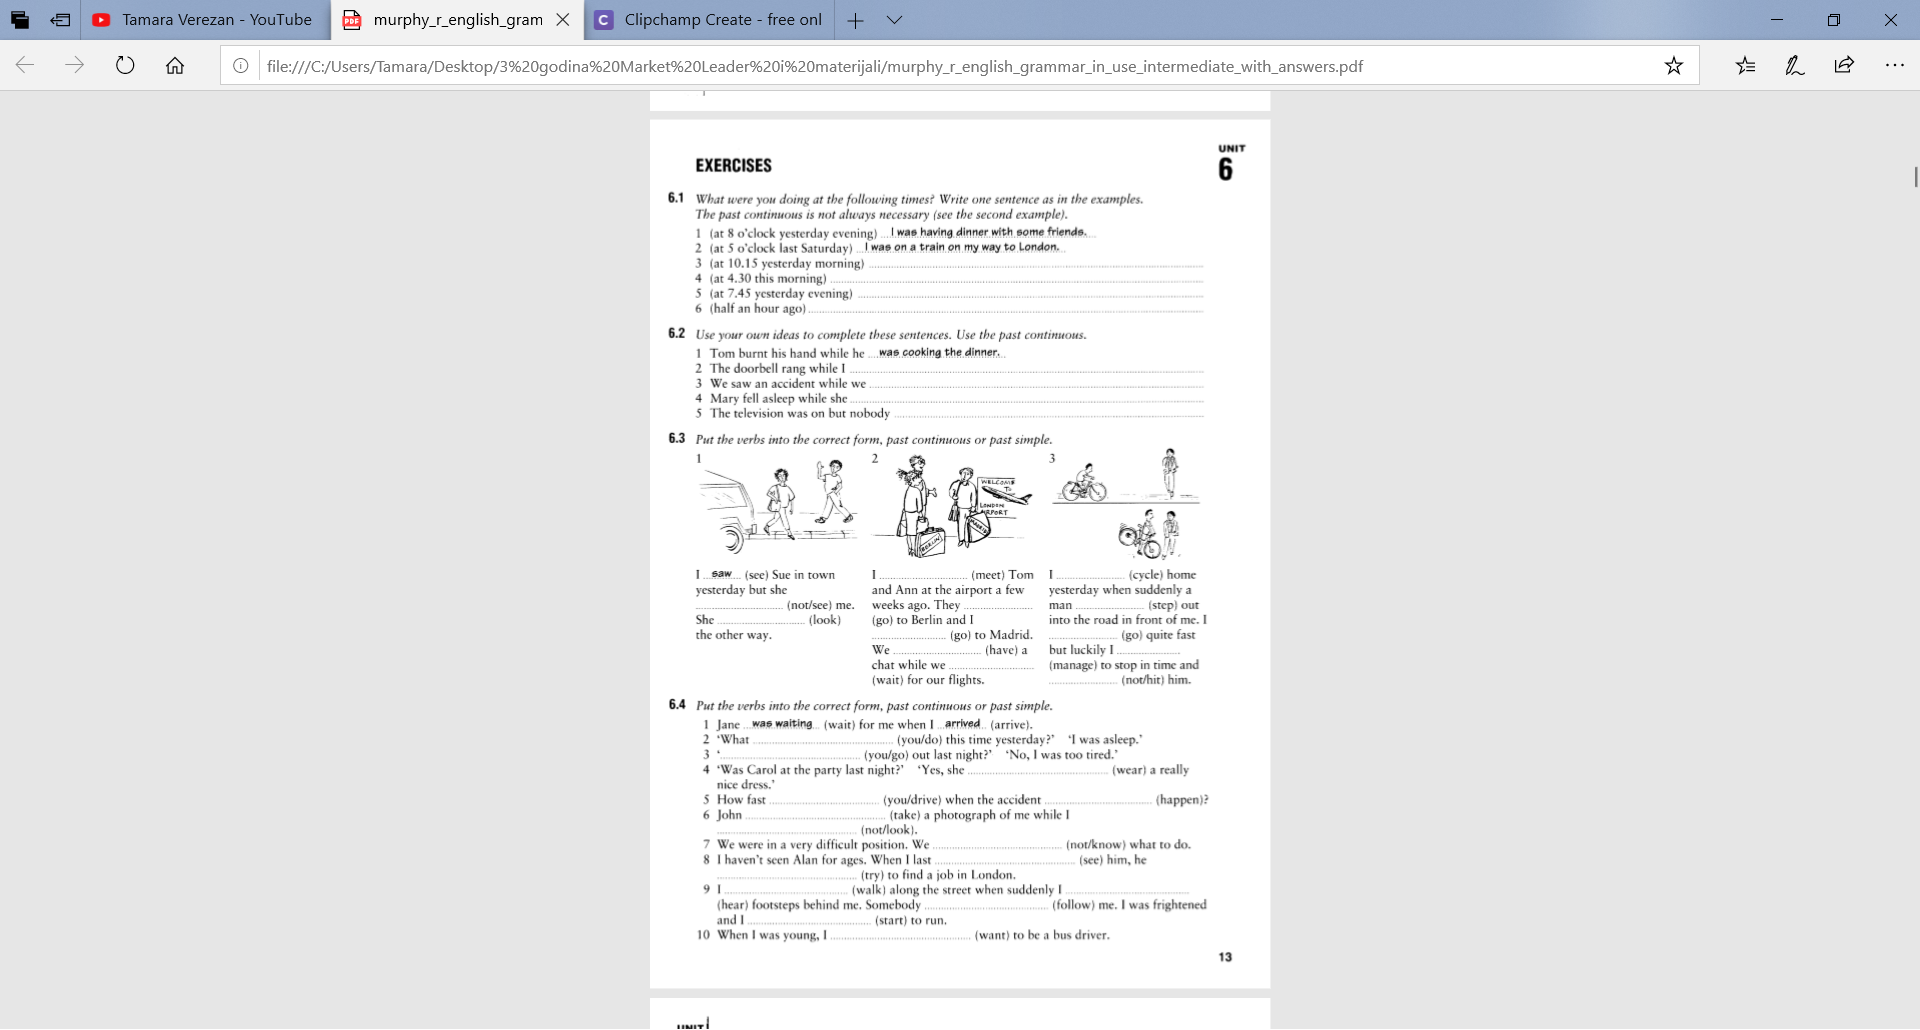 Tamara Verezan - YouTube
murphy_r_english_gram
Clipchamp Create - free onl
file:///C:/Users/Tamara/Desktop/3%20godina%20Market%20Leader%20i%20materijali/murphy_r_english_grammar_in_use_intermediate_with_answers.pdf
UNIT
6
EXERCISES
6.1 What were you doing at the following times? Write one sentence as in the examples.
The past continuous is not always necessary (see the second example).
1 (at 8 o'clock yesterday evening) I was having dinner with some friends.
2 (at 5 o'clock last Saturday) I was on a train on my way to London.
3 (at 10.15 yesterday morning)
4 (at 4.30 this morning)
5 (at 7.45 yesterday evening)
6 (half an hour ago)
6.2 Use your own ideas to complete these sentences. Use the past continuous.
1 Tom burnt his hand while he was cooking the dinner.
2 The doorbell rang while I
3 We saw an accident while we
4 Mary fell asleep while she
5 The television was on but nobody
6.3 Put the verbs into the correct form, past continuous or past simple.
1
2
3
WELCOME
TO
LONDON
AIRPORT
BERLIN
MADRID
I saw (see) Sue in town
yesterday but she
(not/see) me.
She (look)
the other way.
I (meet) Tom
and Ann at the airport a few
weeks ago. They
(go) to Berlin and I
(go) to Madrid.
We (have) a
chat while we
(wait) for our flights.
I (cycle) home
yesterday when suddenly a
man (step) out
into the road in front of me. I
(go) quite fast
but luckily I
(manage) to stop in time and
(not/hit) him.
6.4 Put the verbs into the correct form, past continuous or past simple.
1 Jane was waiting (wait) for me when I arrived (arrive).
2 'What (you/do) this time yesterday?' 'I was asleep.'
3 ' (you/go) out last night?' 'No, I was too tired.'
4 'Was Carol at the party last night?' 'Yes, she (wear) a really
nice dress.'
5 How fast (you/drive) when the accident (happen)?
6 John (take) a photograph of me while I
(not/look).
7 We were in a very difficult position. We (not/know) what to do.
8 I haven't seen Alan for ages. When I last (see) him, he
(try) to find a job in London.
9 I (walk) along the street when suddenly I
(hear) footsteps behind me. Somebody (follow) me. I was frightened
and I (start) to run.
10 When I was young, I (want) to be a bus driver.
13
UNIT